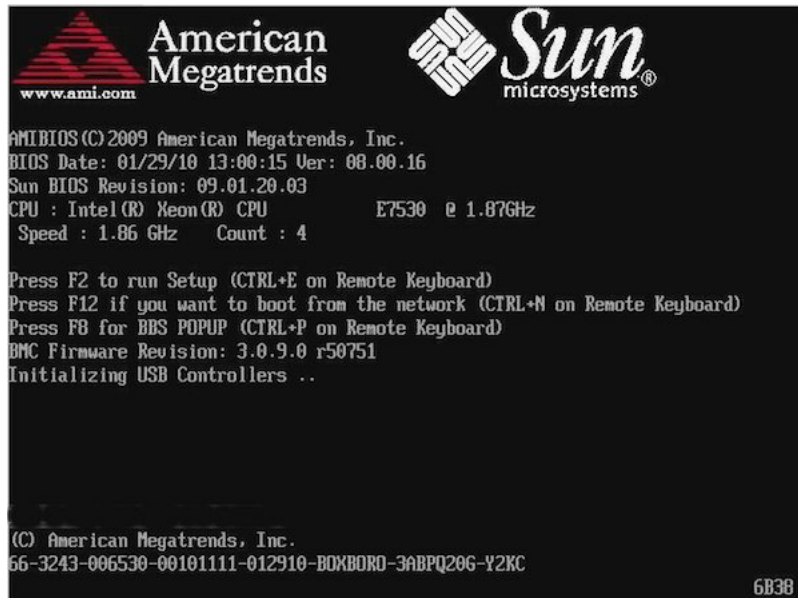 American
Megatrends
www.ami.com
Sun®
microsystems
AMIBIOS(C)2009 American Megatrends, Inc.
BIOS Date: 01/29/10 13:00:15 Ver: 08.00.16
Sun BIOS Revision: 09.01.20.03
CPU : Intel(R) Xeon(R) CPU E7530 @ 1.87GHz
Speed : 1.86 GHz Count : 4
Press F2 to run Setup (CTRL+E on Remote Keyboard)
Press F12 if you want to boot from the network (CTRL+N on Remote Keyboard)
Press F8 for BBS POPUP (CTRL+P on Remote Keyboard)
BMC Firmware Revision: 3.0.9.0 r50751
Initializing USB Controllers ..
(C) American Megatrends, Inc.
66-3243-006530-00101111-012910-BOXBORO-3ABPQ20G-Y2KC
6B38